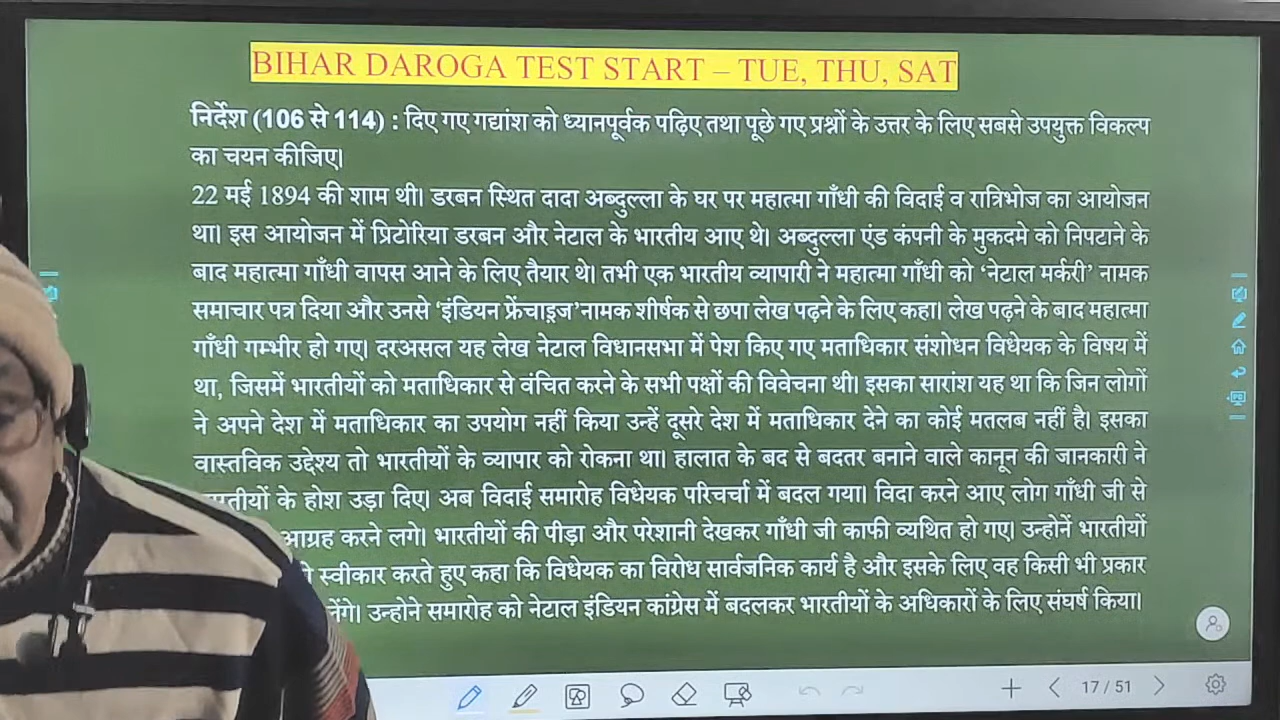 BIHAR DAROGA TEST START – TUE, THU, SAT
निर्देश (106 से 114) : दिए गए गद्यांश को ध्यानपूर्वक पढ़िए तथा पूछे गए प्रश्नों के उत्तर के लिए सबसे उपयुक्त विकल्प
का चयन कीजिए।
22 मई 1894 की शाम थी। डरबन स्थित दादा अब्दुल्ला के घर पर महात्मा गाँधी की विदाई व रात्रिभोज का आयोजन
था। इस आयोजन में प्रिटोरिया डरबन और नेटाल के भारतीय आए थे। अब्दुल्ला एंड कंपनी के मुकदमे को निपटाने के
बाद महात्मा गाँधी वापस आने के लिए तैयार थे। तभी एक भारतीय व्यापारी ने महात्मा गाँधी को ‘नेटाल मर्करी’ नामक
समाचार पत्र दिया और उनसे ‘इंडियन फ्रेंचाइज’नामक शीर्षक से छपा लेख पढ़ने के लिए कहा। लेख पढ़ने के बाद महात्मा
गाँधी गम्भीर हो गए। दरअसल यह लेख नेटाल विधानसभा में पेश किए गए मताधिकार संशोधन विधेयक के विषय में
था, जिसमें भारतीयों को मताधिकार से वंचित करने के सभी पक्षों की विवेचना थी। इसका सारांश यह था कि जिन लोगों
ने अपने देश में मताधिकार का उपयोग नहीं किया उन्हें दूसरे देश में मताधिकार देने का कोई मतलब नहीं है। इसका
वास्तविक उद्देश्य तो भारतीयों के व्यापार को रोकना था। हालात के बद से बदतर बनाने वाले कानून की जानकारी ने
के होश उड़ा दिए। अब विदाई समारोह विधेयक परिचर्चा में बदल गया। विदा करने आए लोग गाँधी जी से
आग्रह करने लगे। भारतीयों की पीड़ा और परेशानी देखकर गाँधी जी काफी व्यथित हो गए। उन्होनें भारतीयों
स्वीकार करते हुए कहा कि विधेयक का विरोध सार्वजनिक कार्य है और इसके लिए वह किसी भी प्रकार
उन्होने समारोह को नेटाल इंडियन कांग्रेस में बदलकर भारतीयों के अधिकारों के लिए संघर्ष किया।
17 / 51